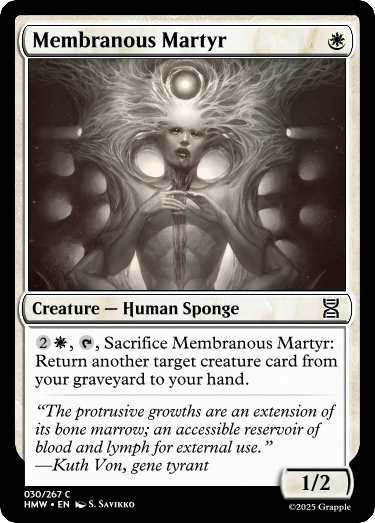 Membranous Martyr
Creature — Human Sponge
2, , Sacrifice Membranous Martyr:
Return another target creature card from
your graveyard to your hand.
“The protrusive growths are an extension of
its bone marrow; an accessible reservoir of
blood and lymph for external use.”
—Kuth Von, gene tyrant
1/2
030/267 C
HMW • EN S. Savikko
©2025 Grapple